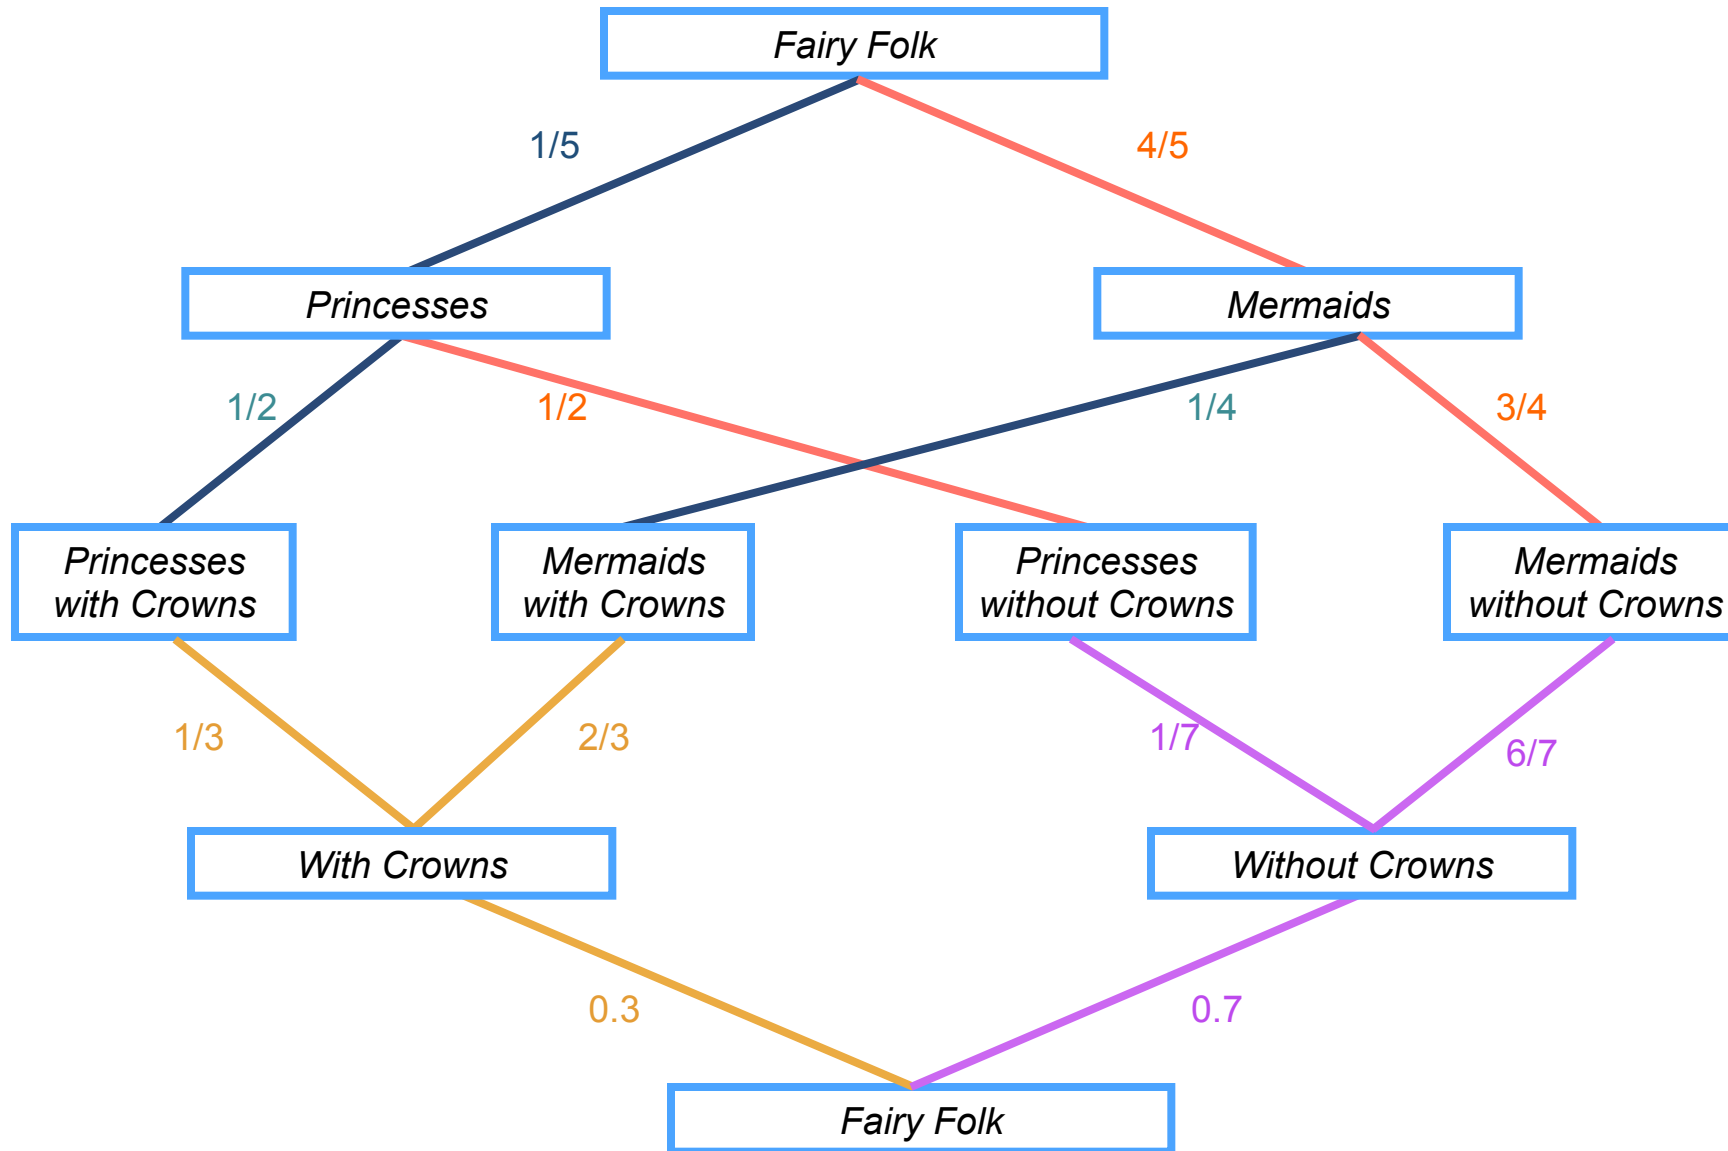 Fairy Folk
1/5
4/5
Princesses
Mermaids
1/2
1/2
1/4
3/4
Princesses
with Crowns
Mermaids
with Crowns
Princesses
without Crowns
Mermaids
without Crowns
1/3
2/3
1/7
6/7
With Crowns
Without Crowns
0.3
0.7
Fairy Folk